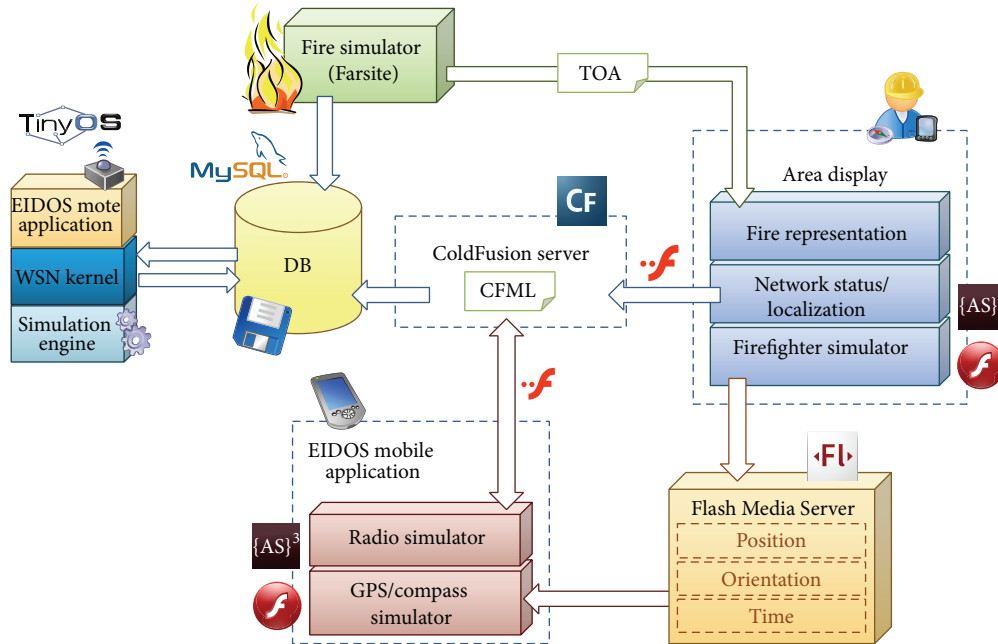 Fire simulator
(Farsite)
TOA
TinyOS
MySQL
Area display
EIDOS mote
application
WSN kernel
Simulation
engine
DB
CF
ColdFusion server
CFML
Fire representation
Network status/
localization
Firefighter simulator
{AS}
EIDOS mobile
application
Fl
Flash Media Server
Position
Orientation
Time
{AS}³
Radio simulator
GPS/compass
simulator